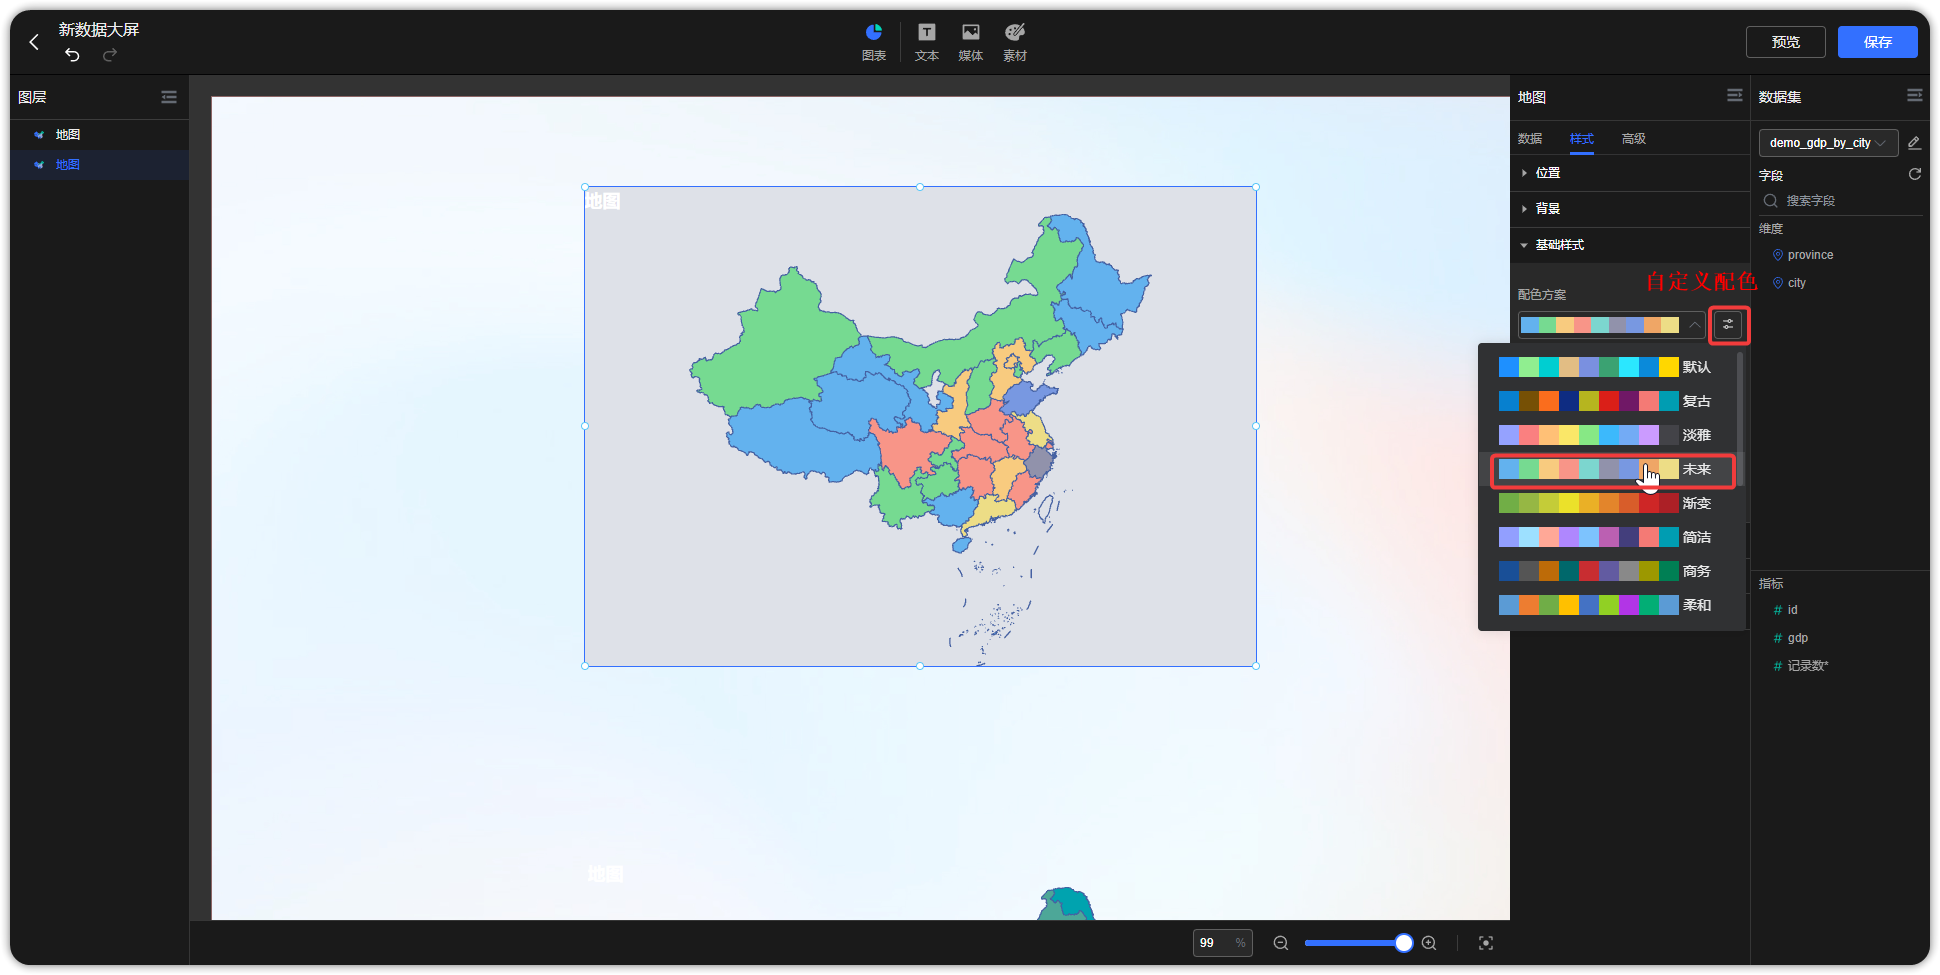 新数据大屏
图表
文本
媒体
素材
预览
保存
图层
地图
地图
地图
地图
99 %
地图
数据 样式 高级
位置
背景
基础样式
自定义配色
配色方案
默认
复古
淡雅
未来
渐变
简洁
商务
柔和
数据集
demo_gdp_by_city
字段
搜索字段
维度
province
city
指标
# id
# gdp
# 记录数*